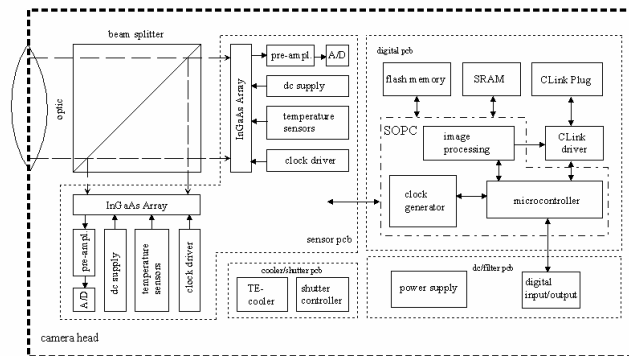 beam splitter
optic
InGaAs Array
pre-ampl.
A/D
dc supply
temperature
sensors
clock driver
InGaAs Array
pre-ampl.
A/D
dc supply
temperature
sensors
clock driver
sensor pcb
cooler/shutter pcb
TE-
cooler
shutter
controller
camera head
digital pcb
flash memory
SRAM
CLink Plug
SOPC
image
processing
CLink
driver
clock
generator
microcontroller
dc/filter pcb
power supply
digital
input/output